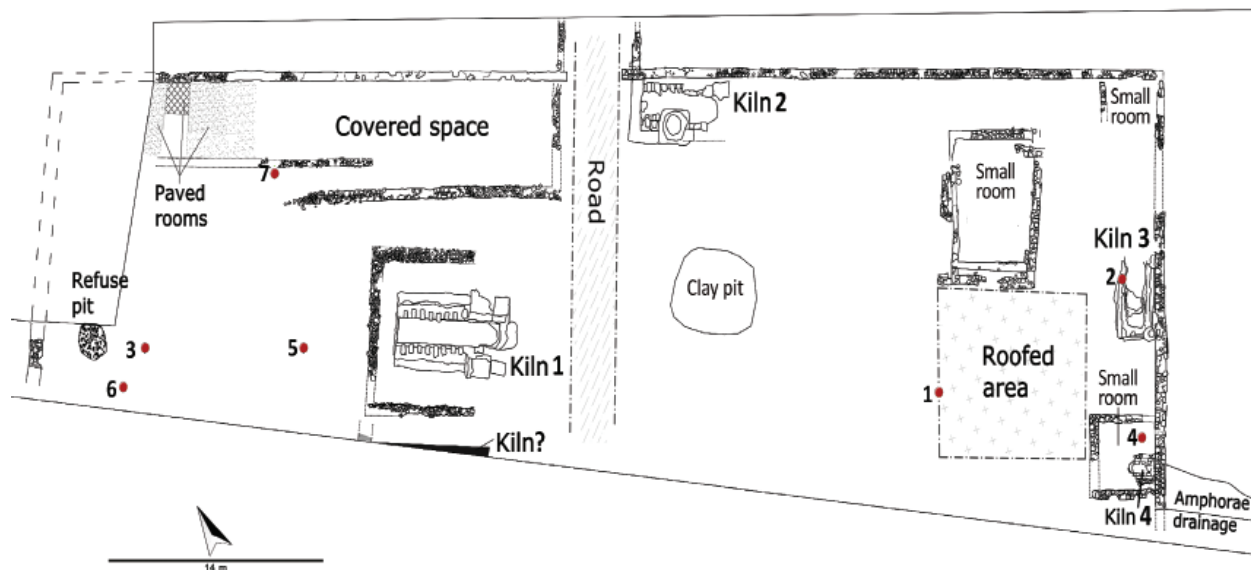 Covered space
Paved
rooms
7
Refuse
pit
3
6
5
Kiln 1
Kiln?
Road
Kiln 2
Clay pit
Small
room
Small
room
Kiln 3
2
Roofed
area
1
Small
room
4
Kiln 4
Amphorae
drainage
14 m